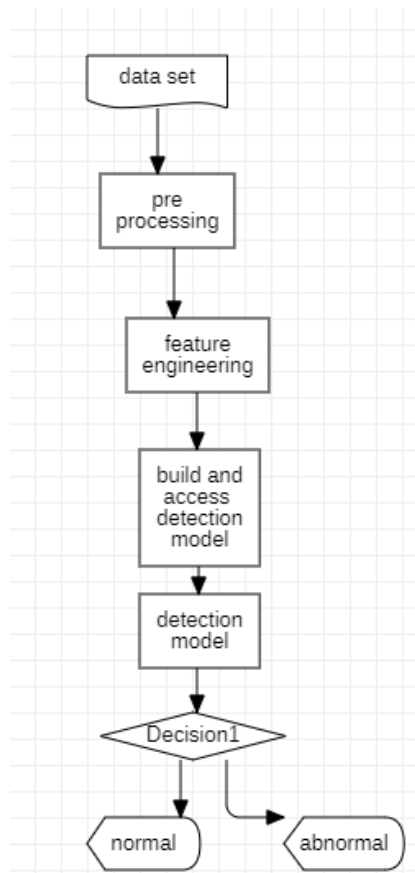 data set
pre
processing
feature
engineering
build and
access
detection
model
detection
model
Decision1
normal
abnormal